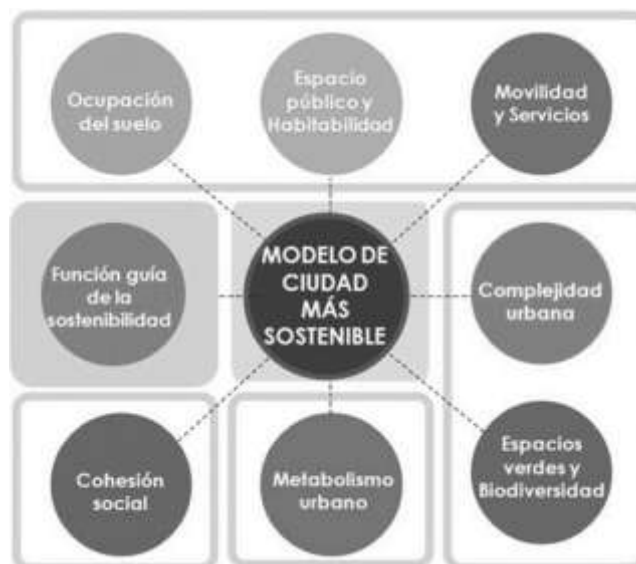 Ocupación
del suelo
Espacio
público y
Habitabilidad
Movilidad
y Servicios
Función guía
de la
sostenibilidad
MODELO DE
CIUDAD
MÁS
SOSTENIBLE
Complejidad
urbana
Cohesión
social
Metabolismo
urbano
Espacios
verdes y
Biodiversidad